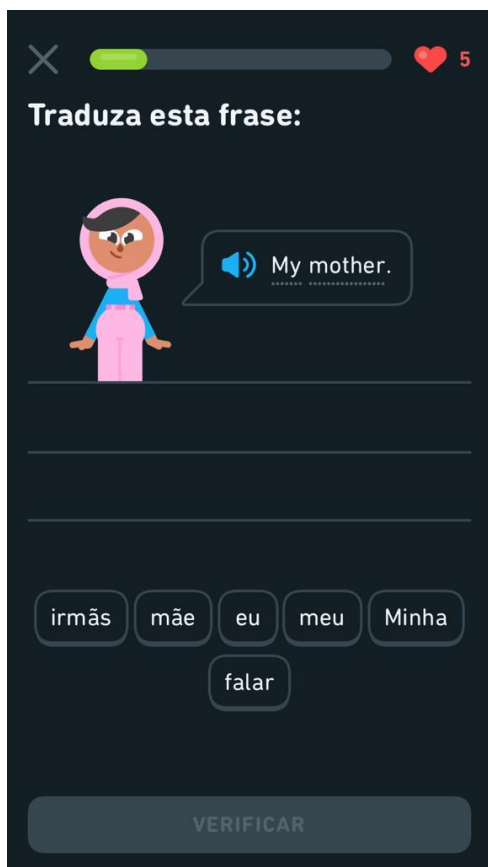 5
Traduza esta frase:
My mother.
irmãs mãe eu meu Minha
falar
VERIFICAR